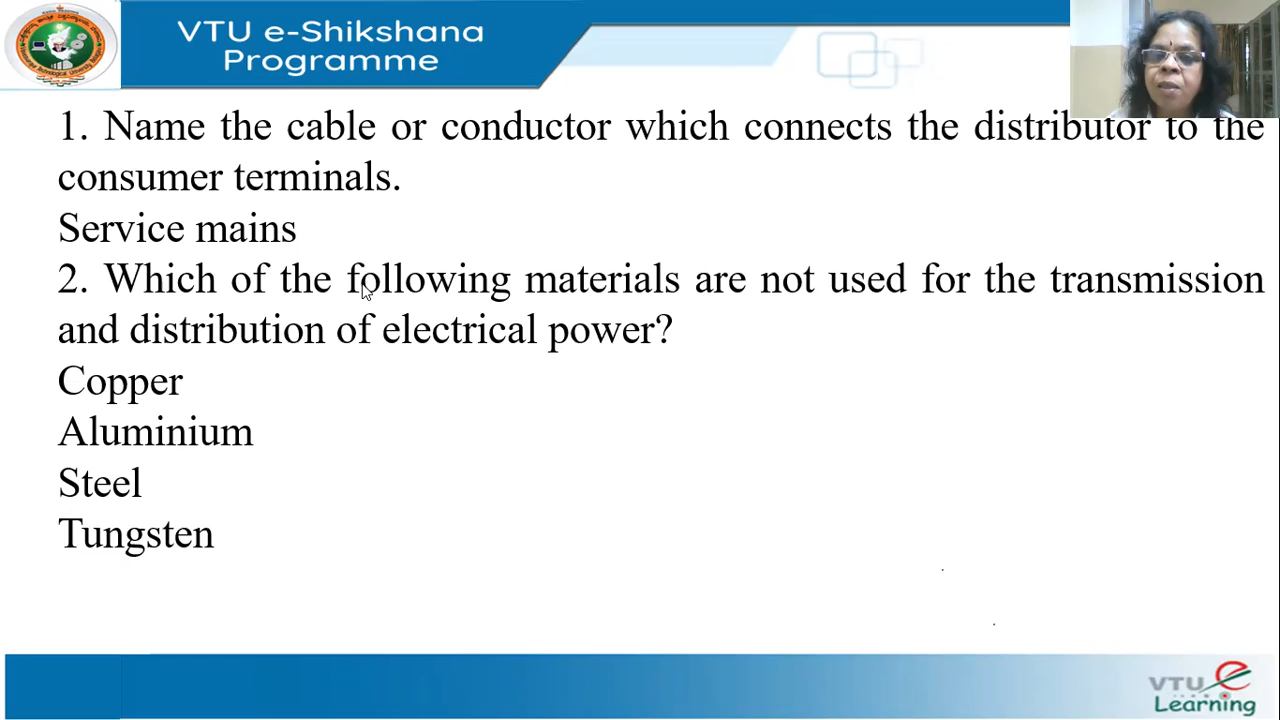 VTU e-Shikshana
Programme
1. Name the cable or conductor which connects the distributor to the
consumer terminals.
Service mains
2. Which of the following materials are not used for the transmission
and distribution of electrical power?
Copper
Aluminium
Steel
Tungsten
VTU e
Learning